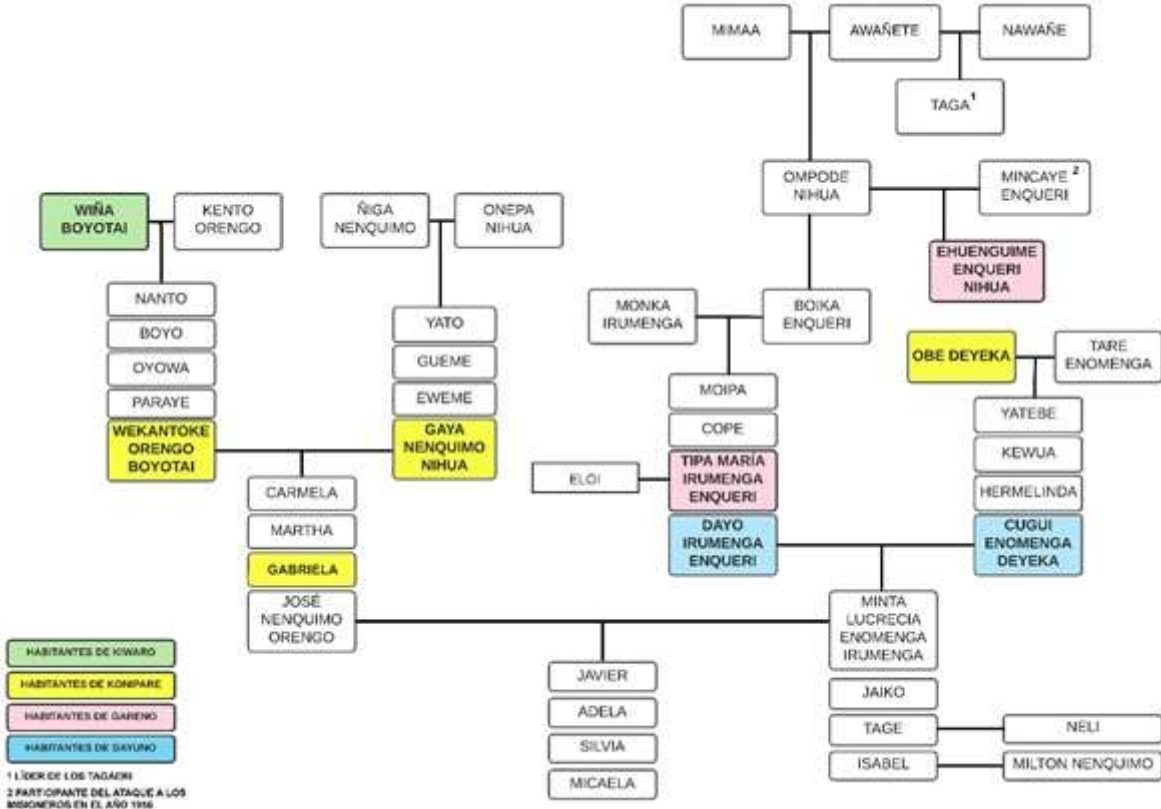 MIMAA
AWAÑETE
NAWAÑE
TAGA 1
OMPODE
NIHUA
MINCAYE 2
ENQUERI
WIÑA
BOYOTAI
KENTO
ORENGO
ÑIGA
NENQUIMO
ONEPA
NIHUA
EHUENGUIME
ENQUERI
NIHUA
NANTO
BOYO
OYOWA
PARAYE
WEKANTOKE
ORENGO
BOYOTAI
YATO
GUEME
EWEME
GAYA
NENQUIMO
NIHUA
MONKA
IRUMENGA
BOIKA
ENQUERI
OBE DEYEKA
TARE
ENOMENGA
MOIPA
COPE
TIPA MARÍA
IRUMENGA
ENQUERI
DAYO
IRUMENGA
ENQUERI
ELOI
YATEBE
KEWUA
HERMELINDA
CUGUI
ENOMENGA
DEYEKA
CARMELA
MARTHA
GABRIELA
JOSÉ
NENQUIMO
ORENGO
MINTA
LUCRECIA
ENOMENGA
IRUMENGA
JAVIER
ADELA
SILVIA
MICAELA
JAIKO
TAGE
NELI
ISABEL
MILTON NENQUIMO
HABITANTES DE KIWARO
HABITANTES DE KONIPARE
HABITANTES DE GARENO
HABITANTES DE DAYUNO
1 LÍDER DE LOS TAGAERI
2 PARTICIPANTE DEL ATAQUE A LOS
MISIONEROS EN EL AÑO 1956